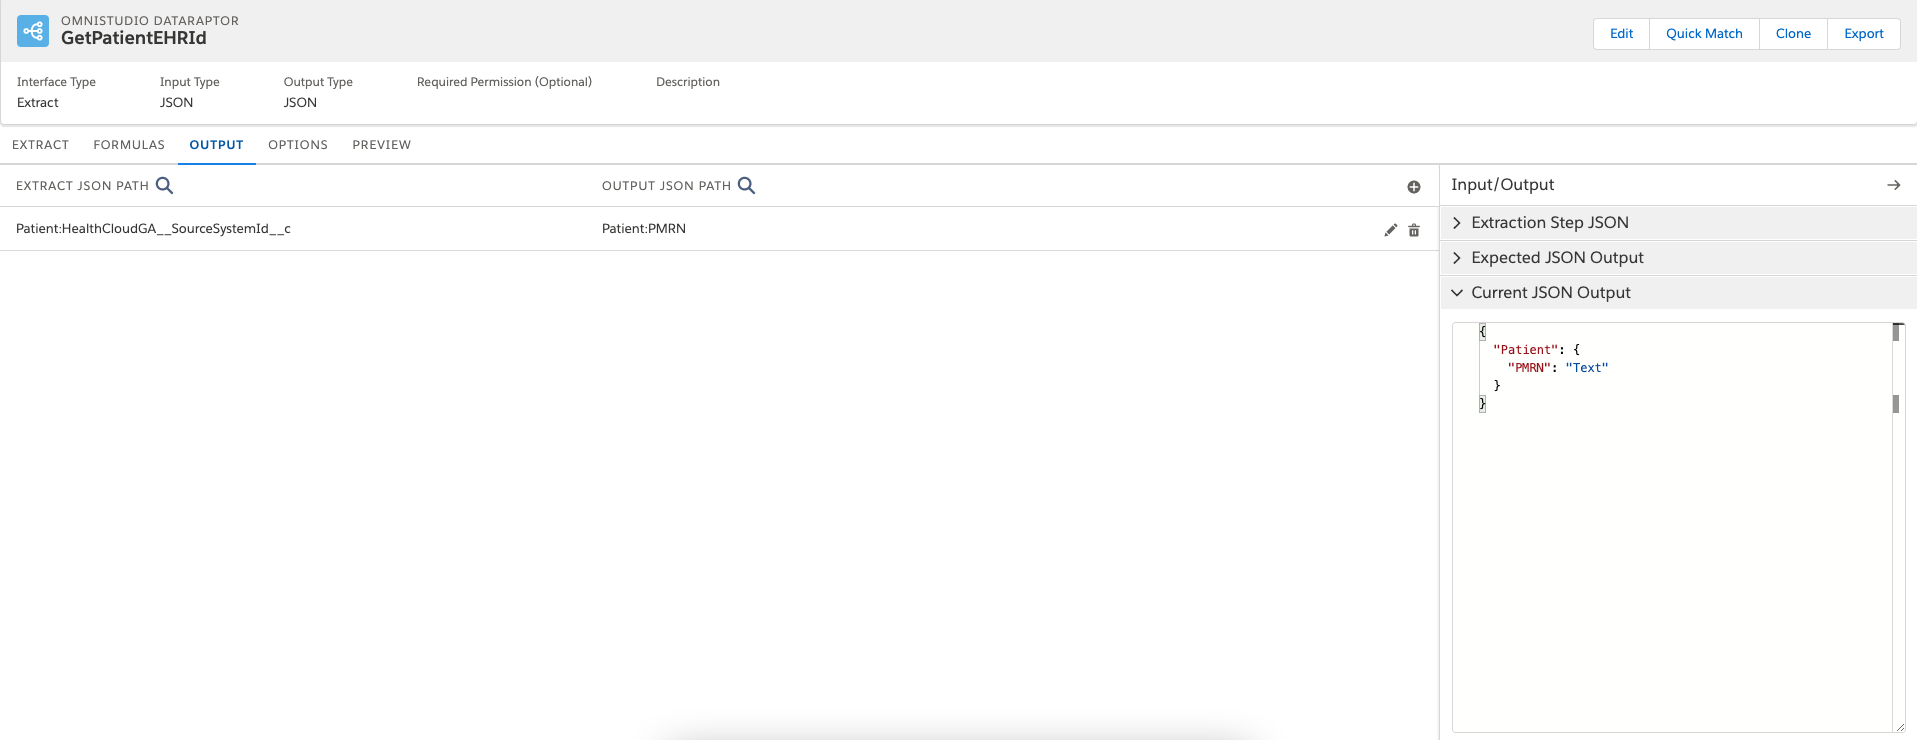 OMNISTUDIO DATARAPTOR
GetPatientEHRId
Edit Quick Match Clone Export
Interface Type Input Type Output Type Required Permission (Optional) Description
Extract JSON JSON
EXTRACT FORMULAS OUTPUT OPTIONS PREVIEW
EXTRACT JSON PATH OUTPUT JSON PATH
Patient:HealthCloudGA__SourceSystemId__c Patient:PMRN
Input/Output
Extraction Step JSON
Expected JSON Output
Current JSON Output
{
"Patient": {
"PMRN": "Text"
}
}